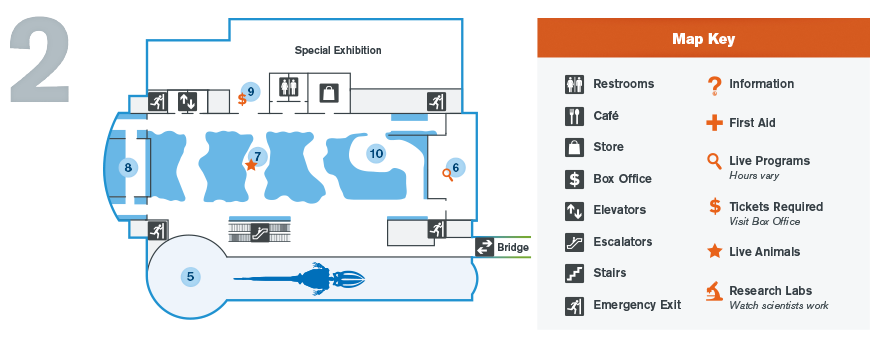 2
Special Exhibition
9
$
7
10
8
6
5
Bridge
Map Key
Restrooms
Café
Store
$ Box Office
Elevators
Escalators
Stairs
Emergency Exit
? Information
First Aid
Live Programs
Hours vary
$ Tickets Required
Visit Box Office
Live Animals
Research Labs
Watch scientists work